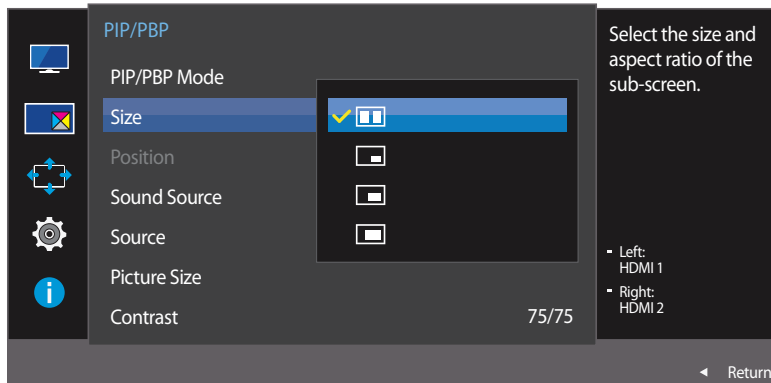 PIP/PBP
PIP/PBP Mode
Size
Position
Sound Source
Source
Picture Size
Contrast 75/75
Select the size and
aspect ratio of the
sub-screen.
- Left:
HDMI 1
- Right:
HDMI 2
◄ Return